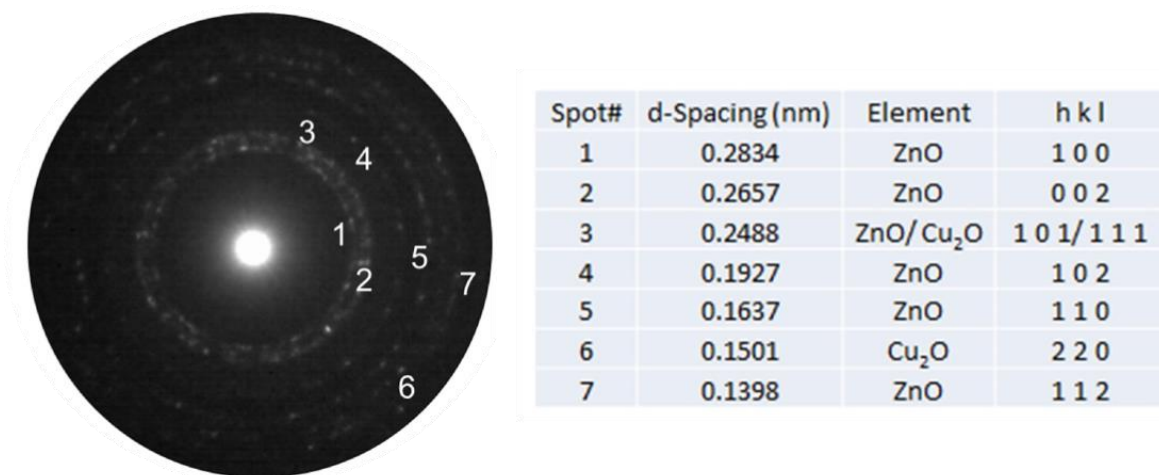 3
4
1
2
5
7
6
Spot# d-Spacing (nm) Element h k l
1 0.2834 ZnO 1 0 0
2 0.2657 ZnO 0 0 2
3 0.2488 ZnO/ Cu₂O 1 0 1/ 1 1 1
4 0.1927 ZnO 1 0 2
5 0.1637 ZnO 1 1 0
6 0.1501 Cu₂O 2 2 0
7 0.1398 ZnO 1 1 2